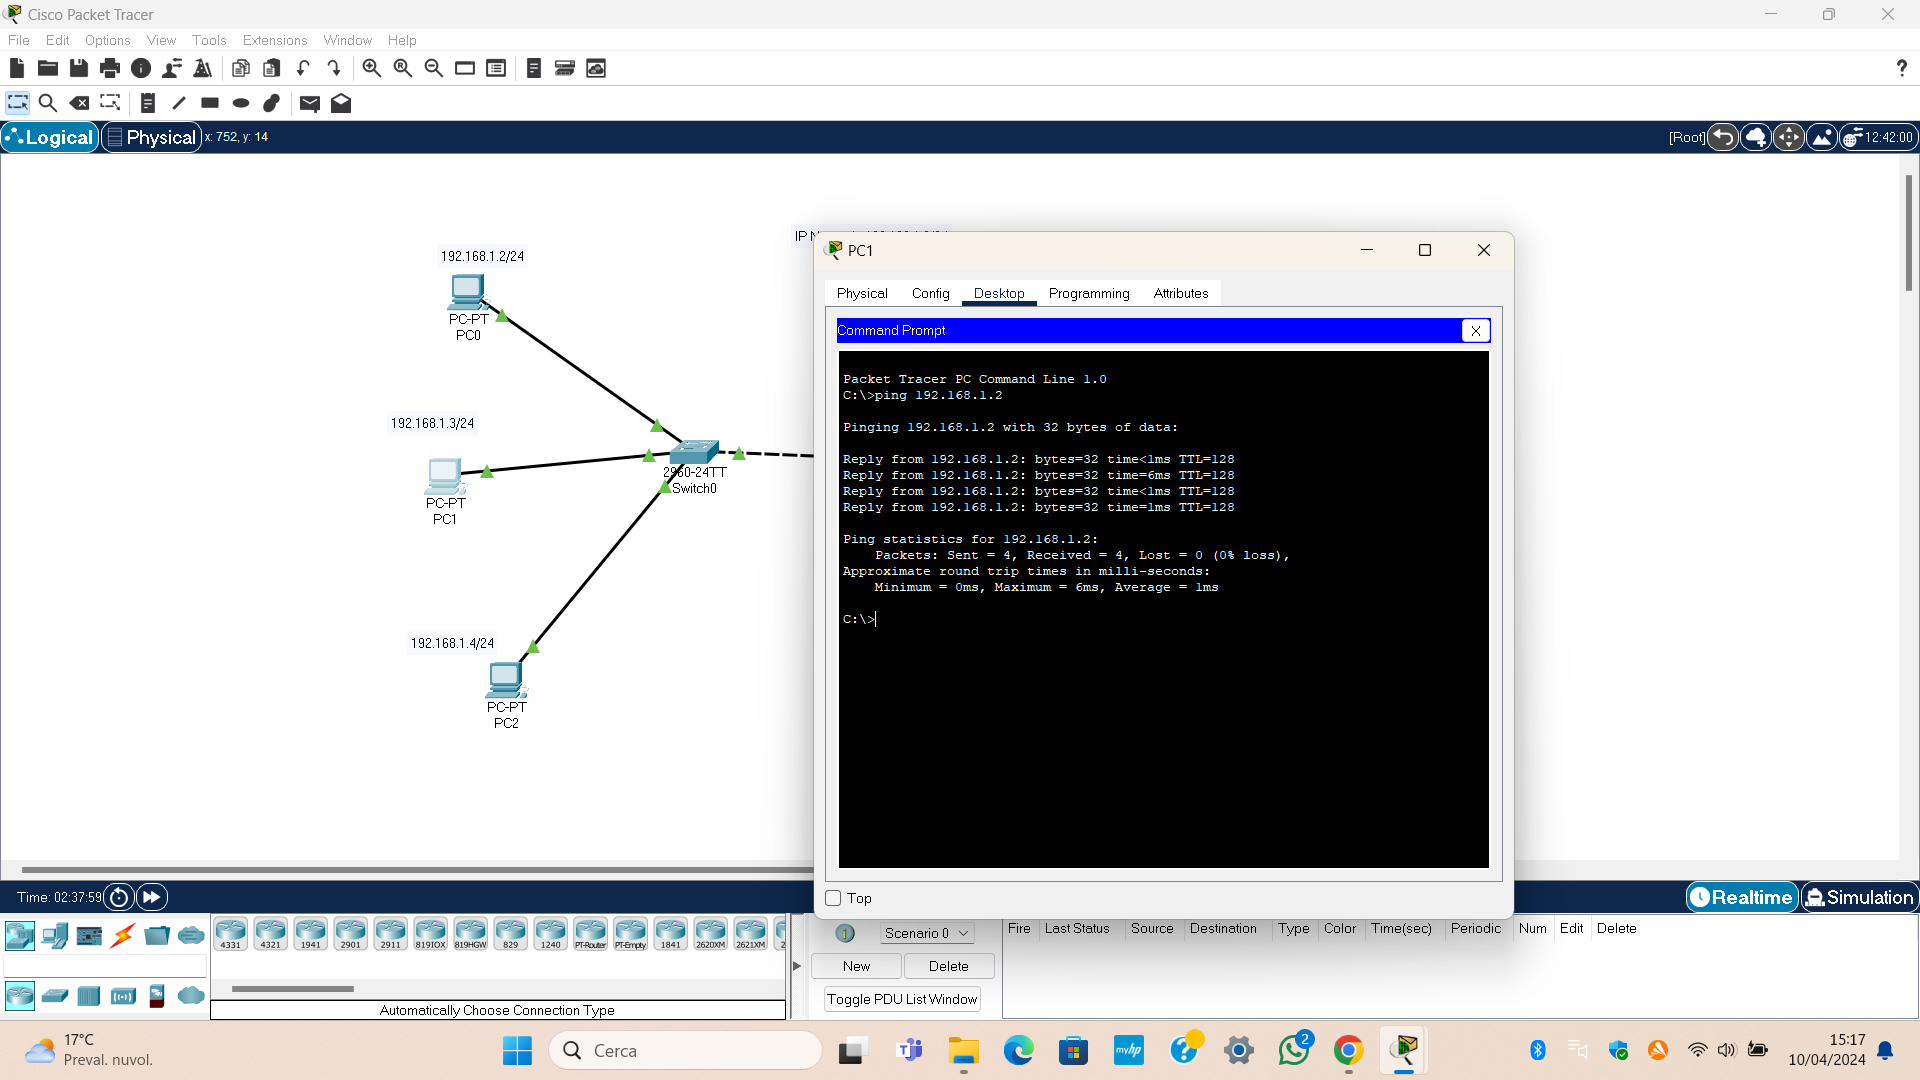 Cisco Packet Tracer
File Edit Options View Tools Extensions Window Help
Logical Physical x: 752, y: 14 [Root] 12:42:00
192.168.1.2/24
PC-PT
PC0
192.168.1.3/24
PC-PT
PC1
2960-24TT
Switch0
192.168.1.4/24
PC-PT
PC2
IP
PC1
Physical Config Desktop Programming Attributes
Command Prompt X
Packet Tracer PC Command Line 1.0
C:\>ping 192.168.1.2
Pinging 192.168.1.2 with 32 bytes of data:
Reply from 192.168.1.2: bytes=32 time<1ms TTL=128
Reply from 192.168.1.2: bytes=32 time=6ms TTL=128
Reply from 192.168.1.2: bytes=32 time<1ms TTL=128
Reply from 192.168.1.2: bytes=32 time=1ms TTL=128
Ping statistics for 192.168.1.2:
Packets: Sent = 4, Received = 4, Lost = 0 (0% loss),
Approximate round trip times in milli-seconds:
Minimum = 0ms, Maximum = 6ms, Average = 1ms
C:\>
Top
Time: 02:37:59 Realtime Simulation
4331 4321 1941 2901 2911 819IOX 819HGW 829 1240 PT-Router PT-Empty 1841 2620XM 2621XM 2
Automatically Choose Connection Type
Scenario 0
New Delete
Toggle PDU List Window
Fire Last Status Source Destination Type Color Time(sec) Periodic Num Edit Delete
17°C
Preval. nuvol.
Cerca
myhp
2
15:17
10/04/2024